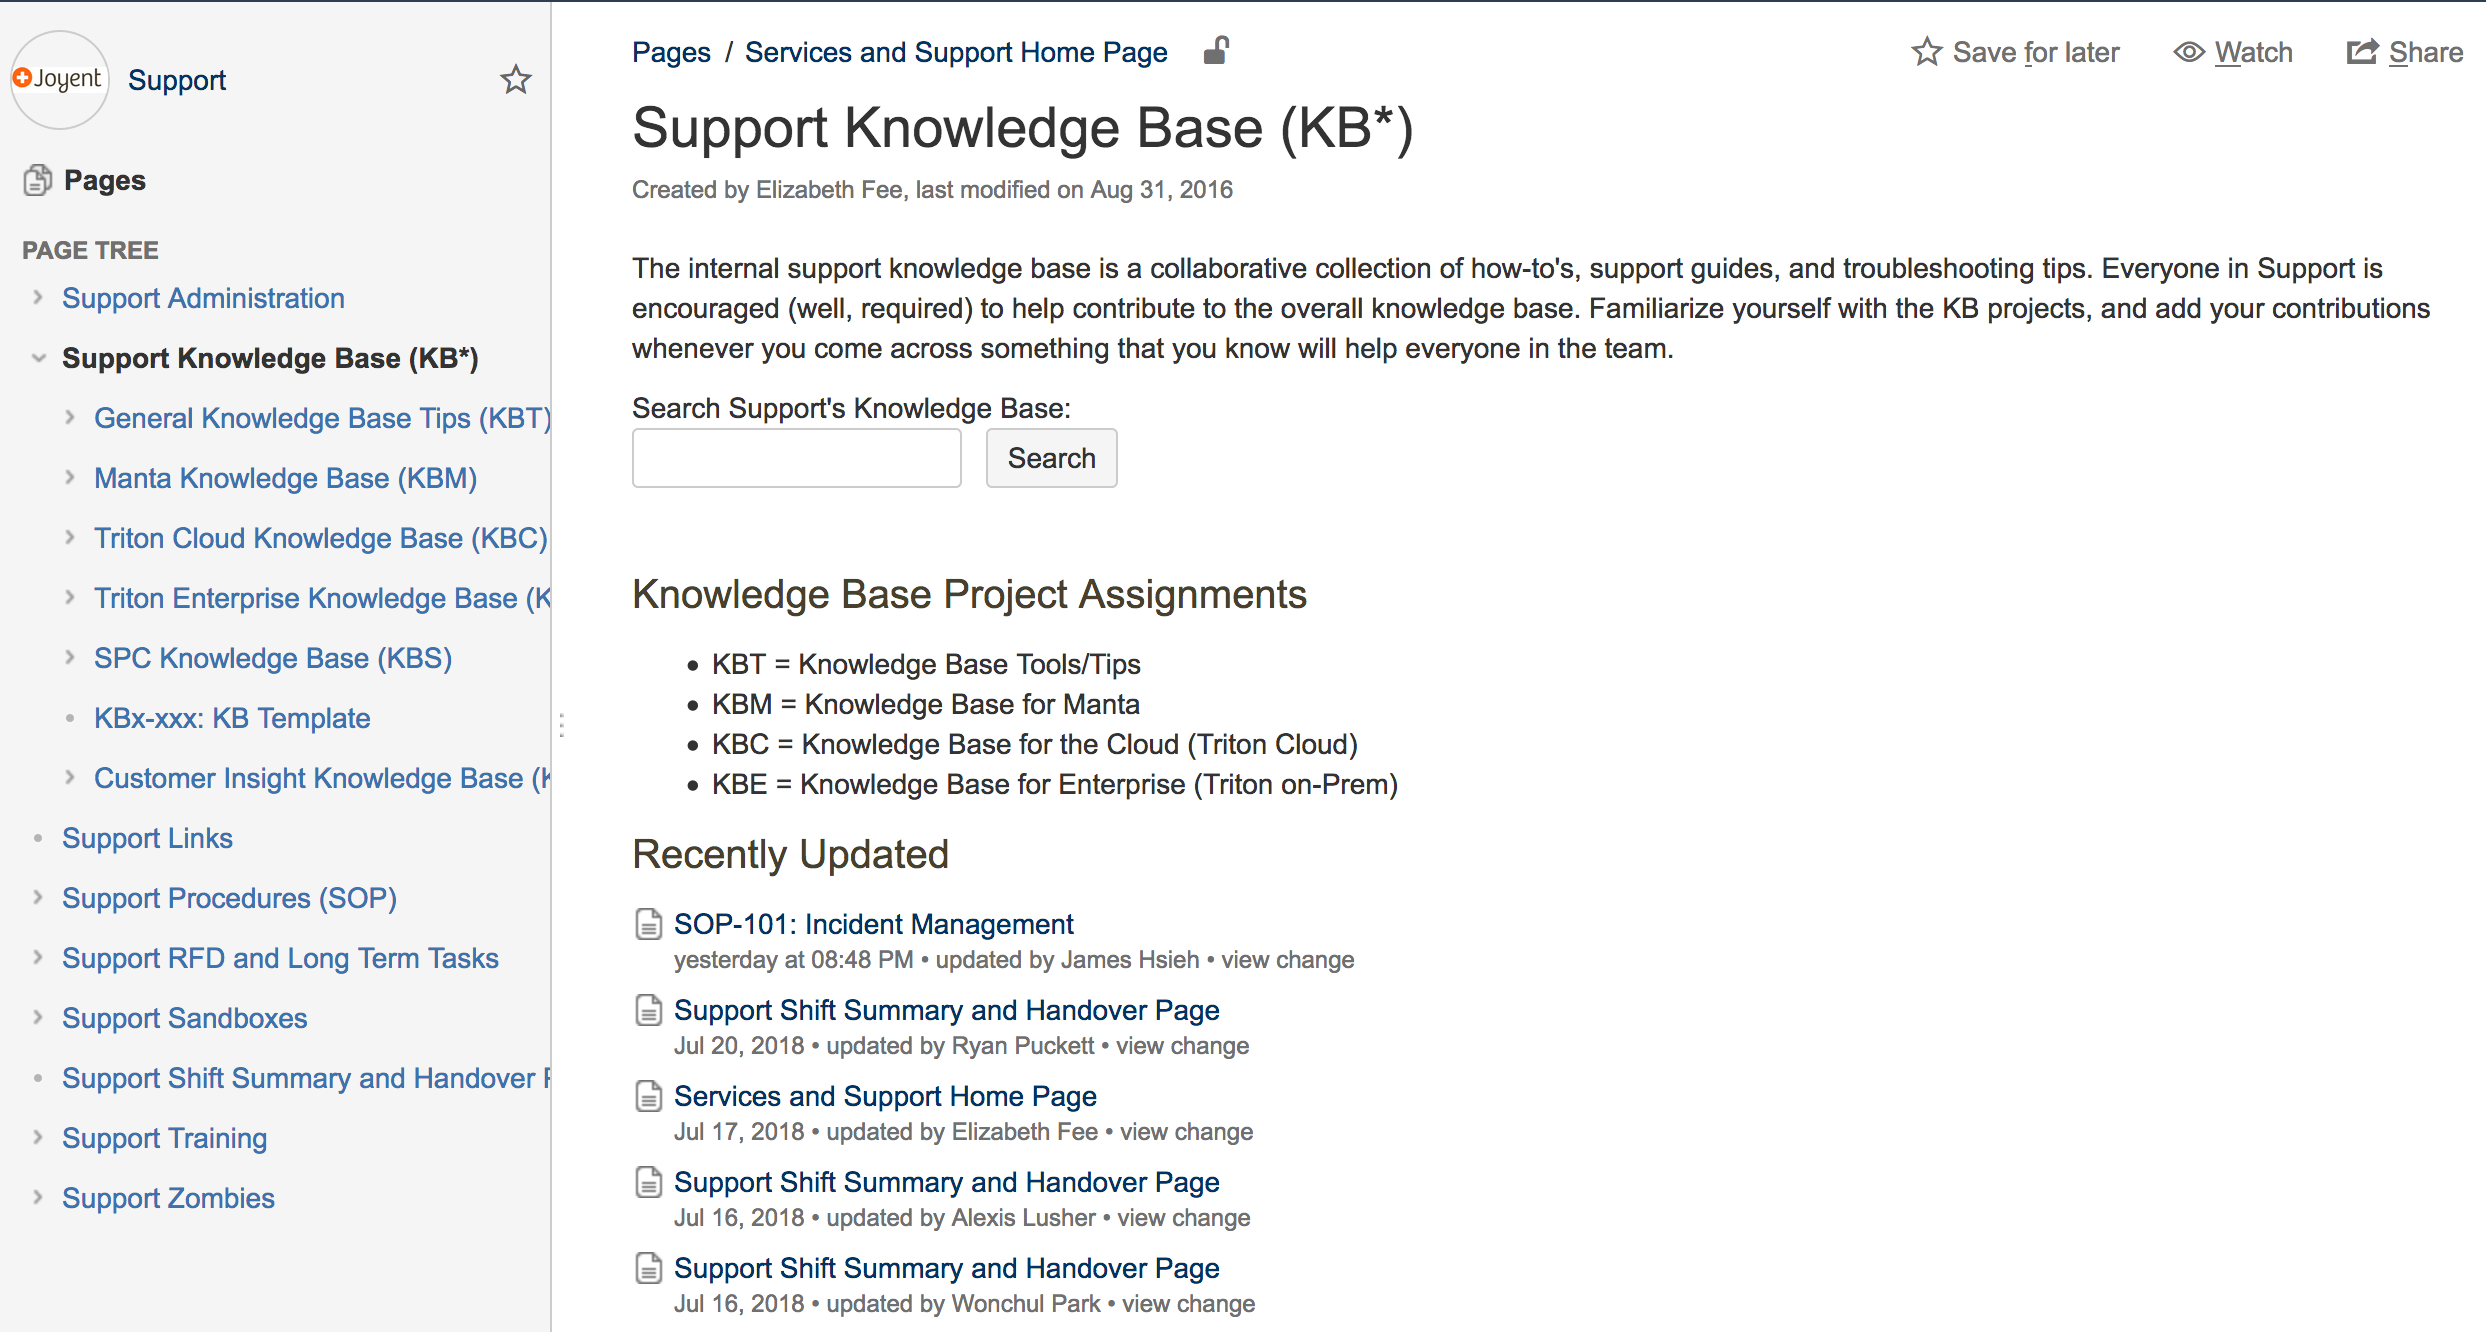 Joyent
Support
Pages
PAGE TREE
Support Administration
Support Knowledge Base (KB*)
General Knowledge Base Tips (KBT)
Manta Knowledge Base (KBM)
Triton Cloud Knowledge Base (KBC)
Triton Enterprise Knowledge Base (K
SPC Knowledge Base (KBS)
KBx-xxx: KB Template
Customer Insight Knowledge Base (K
Support Links
Support Procedures (SOP)
Support RFD and Long Term Tasks
Support Sandboxes
Support Shift Summary and Handover P
Support Training
Support Zombies
Pages / Services and Support Home Page
Save for later
Watch
Share
Support Knowledge Base (KB*)
Created by Elizabeth Fee, last modified on Aug 31, 2016
The internal support knowledge base is a collaborative collection of how-to's, support guides, and troubleshooting tips. Everyone in Support is
encouraged (well, required) to help contribute to the overall knowledge base. Familiarize yourself with the KB projects, and add your contributions
whenever you come across something that you know will help everyone in the team.
Search Support's Knowledge Base:
Search
Knowledge Base Project Assignments
• KBT = Knowledge Base Tools/Tips
• KBM = Knowledge Base for Manta
• KBC = Knowledge Base for the Cloud (Triton Cloud)
• KBE = Knowledge Base for Enterprise (Triton on-Prem)
Recently Updated
SOP-101: Incident Management
yesterday at 08:48 PM • updated by James Hsieh • view change
Support Shift Summary and Handover Page
Jul 20, 2018 • updated by Ryan Puckett • view change
Services and Support Home Page
Jul 17, 2018 • updated by Elizabeth Fee • view change
Support Shift Summary and Handover Page
Jul 16, 2018 • updated by Alexis Lusher • view change
Support Shift Summary and Handover Page
Jul 16, 2018 • updated by Wonchul Park • view change